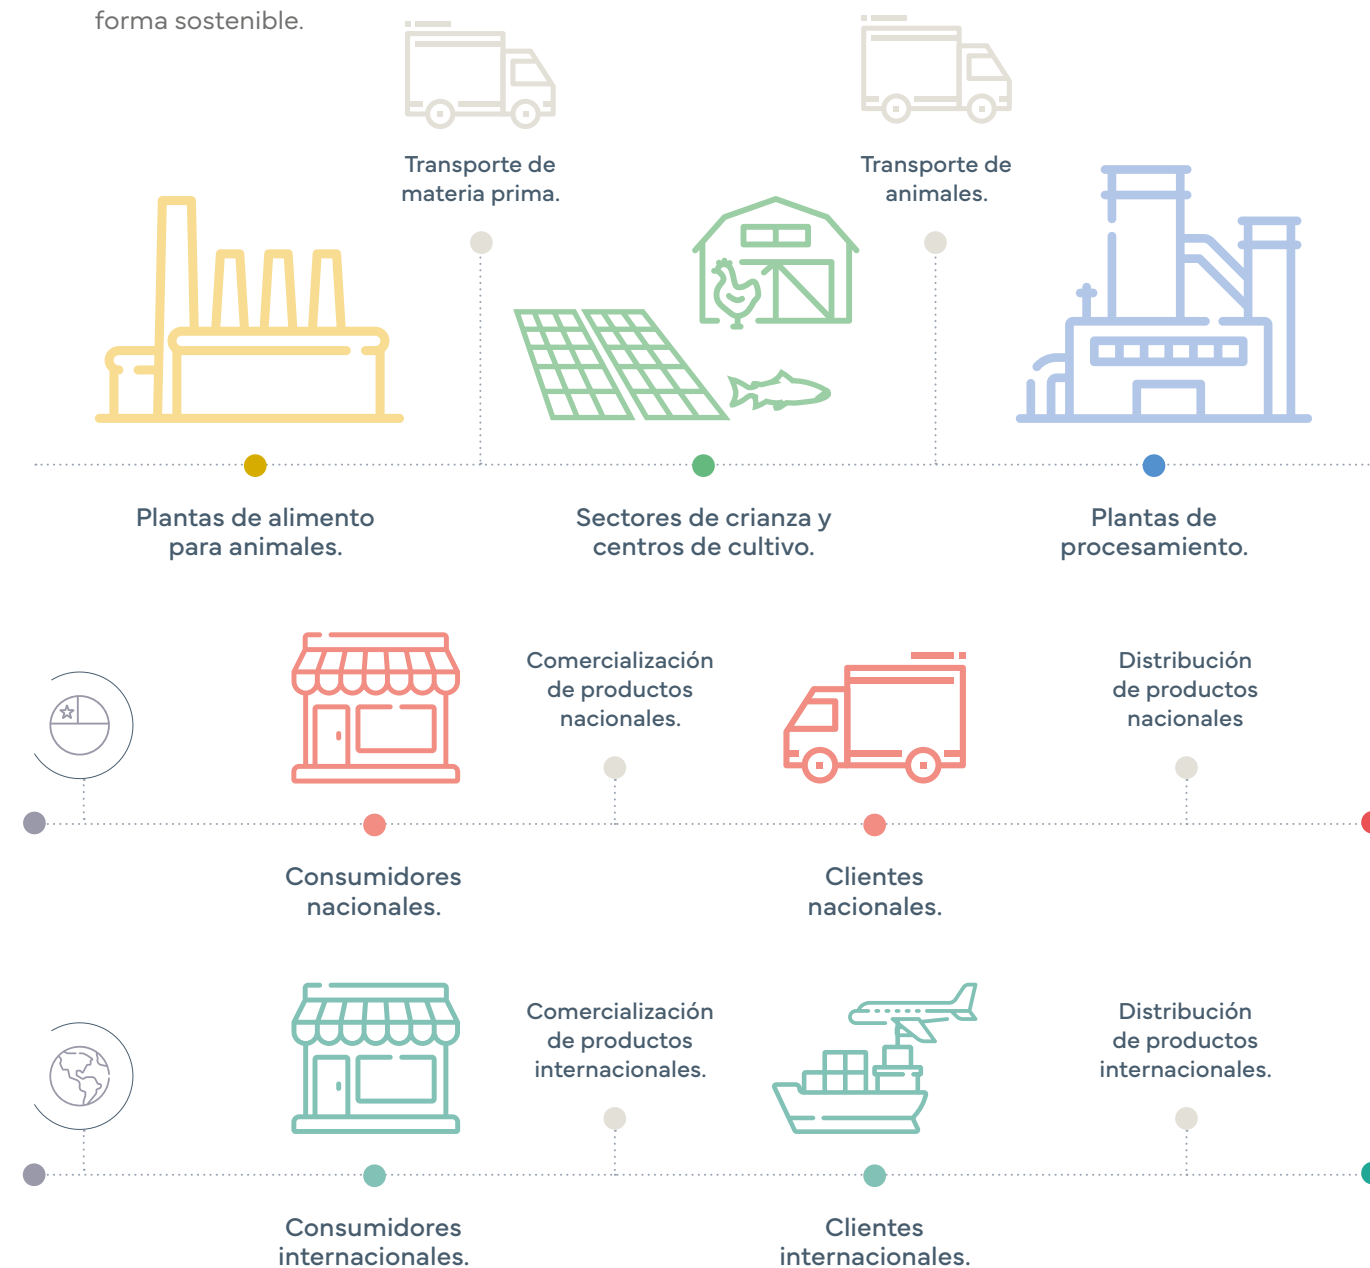 forma sostenible.
Transporte de
materia prima.
Transporte de
animales.
Plantas de alimento
para animales.
Sectores de crianza y
centros de cultivo.
Plantas de
procesamiento.
Comercialización
de productos
nacionales.
Distribución
de productos
nacionales
Consumidores
nacionales.
Clientes
nacionales.
Comercialización
de productos
internacionales.
Distribución
de productos
internacionales.
Consumidores
internacionales.
Clientes
internacionales.